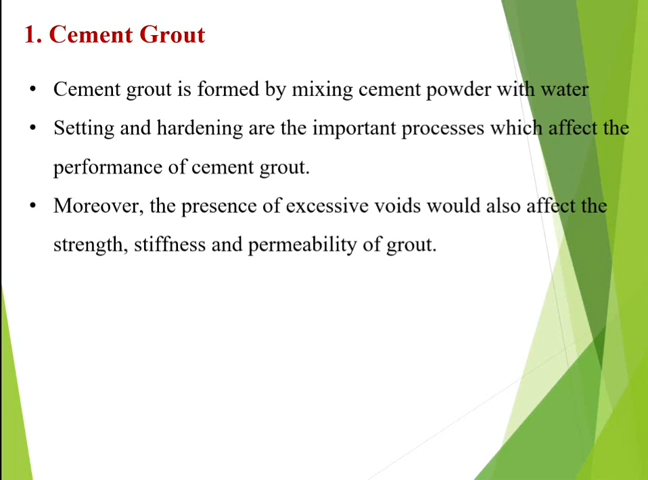 1. Cement Grout
• Cement grout is formed by mixing cement powder with water
• Setting and hardening are the important processes which affect the
performance of cement grout.
• Moreover, the presence of excessive voids would also affect the
strength, stiffness and permeability of grout.